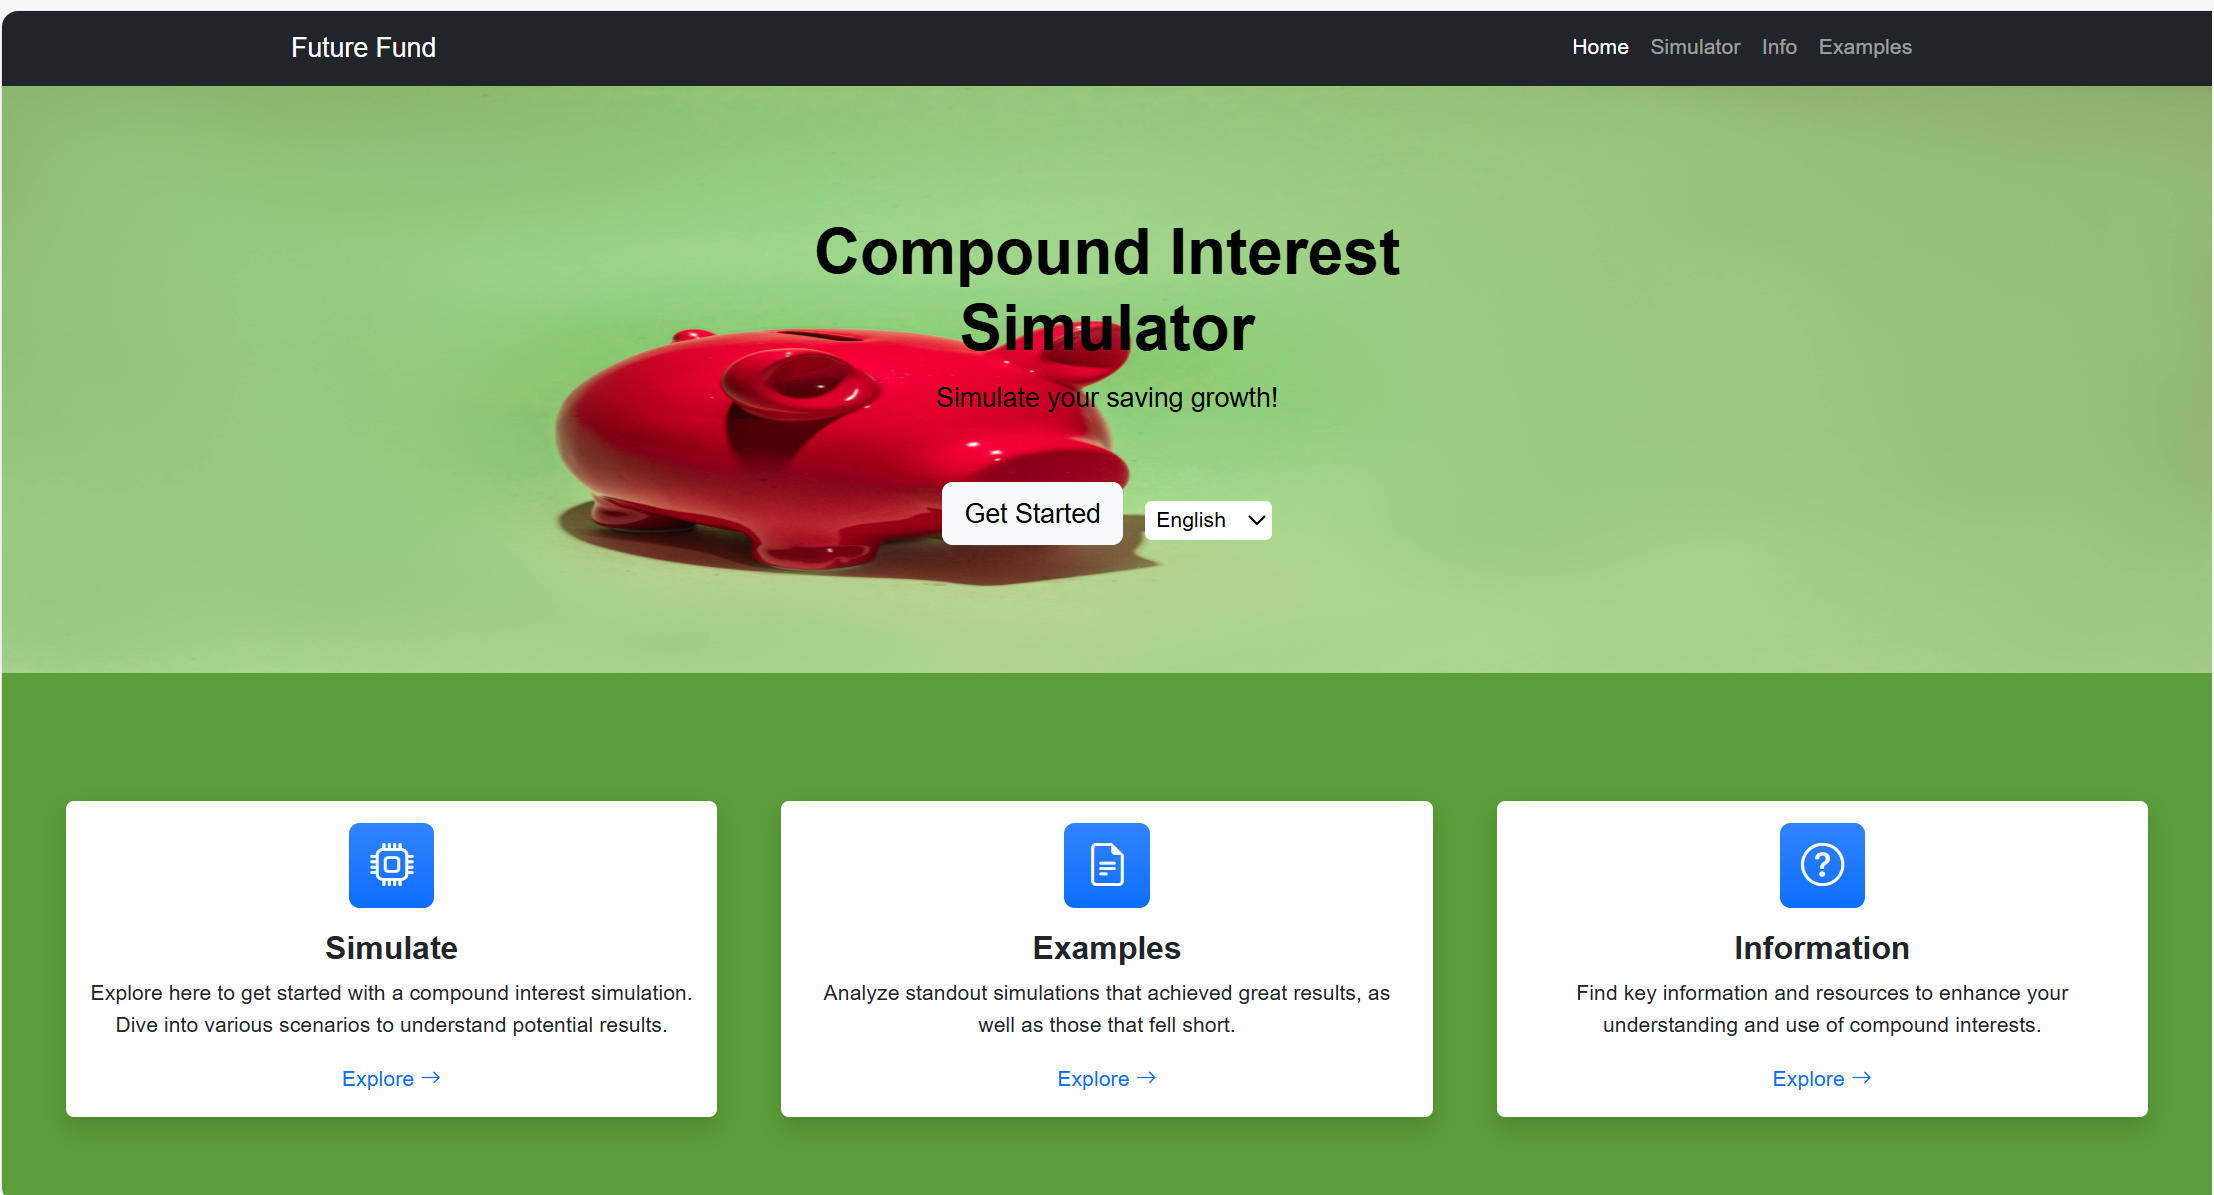 Future Fund
Home Simulator Info Examples
Compound Interest
Simulator
Simulate your saving growth!
Get Started
English
Simulate
Explore here to get started with a compound interest simulation.
Dive into various scenarios to understand potential results.
Explore →
Examples
Analyze standout simulations that achieved great results, as
well as those that fell short.
Explore →
Information
Find key information and resources to enhance your
understanding and use of compound interests.
Explore →